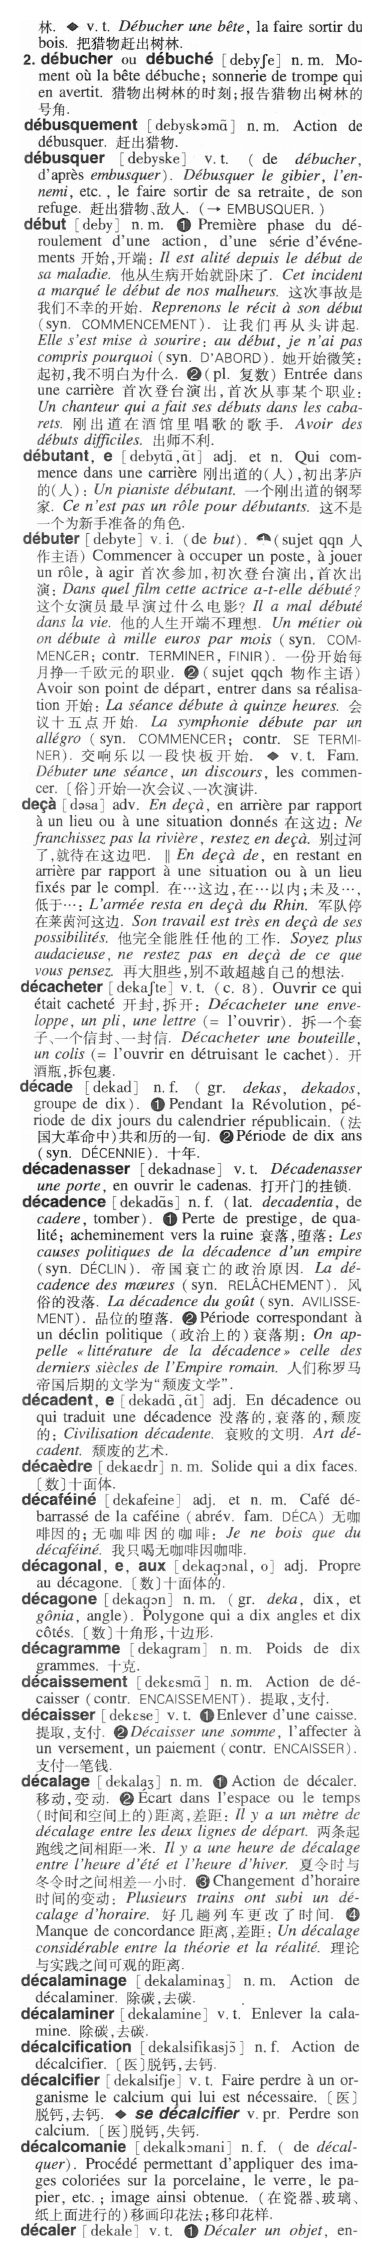 林. ◆ v. t. Débucher une bête, la faire sortir du
bois. 把猎物赶出树林.
2. débucher ou débuché [debyʃe] n. m. Mo-
ment où la bête débuche; sonnerie de trompe qui
en avertit. 猎物出树林的时刻;报告猎物出树林的
号角.
débusquement [debyskəmɑ̃] n. m. Action de
débusquer. 赶出猎物.
débusquer [debyske] v. t. ( de débucher,
d'après embusquer). Débusquer le gibier, l'en-
nemi, etc. , le faire sortir de sa retraite, de son
refuge. 赶出猎物、敌人. (→ EMBUSQUER. )
début [deby] n. m. ❶ Première phase du dé-
roulement d'une action, d'une série d'événe-
ments 开始,开端: Il est alité depuis le début de
sa maladie. 他从生病开始就卧床了. Cet incident
a marqué le début de nos malheurs. 这次事故是
我们不幸的开始. Reprenons le récit à son début
(syn. COMMENCEMENT). 让我们再从头讲起.
Elle s'est mise à sourire: au début, je n'ai pas
compris pourquoi (syn. D'ABORD). 她开始微笑:
起初,我不明白为什么. ❷ (pl. 复数) Entrée dans
une carrière 首次登台演出,首次从事某个职业:
Un chanteur qui a fait ses débuts dans les caba-
rets. 刚出道在酒馆里唱歌的歌手. Avoir des
débuts difficiles. 出师不利.
débutant, e [debytɑ̃,ɑ̃t] adj. et n. Qui com-
mence dans une carrière 刚出道的(人),初出茅庐
的(人): Un pianiste débutant. 一个刚出道的钢琴
家. Ce n'est pas un rôle pour débutants. 这不是
一个为新手准备的角色.
débuter [debyte] v. i. (de but). ❶ (sujet qqn 人
作主语) Commencer à occuper un poste, à jouer
un rôle, à agir 首次参加,初次登台演出,首次出
演: Dans quel film cette actrice a-t-elle débuté?
这个女演员最早演过什么电影? Il a mal débuté
dans la vie. 他的人生开端不理想. Un métier où
on débute à mille euros par mois (syn. COM-
MENCER; contr. TERMINER, FINIR). 一份开始每
月挣一千欧元的职业. ❷ (sujet qqch 物作主语)
Avoir son point de départ, entrer dans sa réalisa-
tion 开始: La séance débute à quinze heures. 会
议十五点开始. La symphonie débute par un
allégro (syn. COMMENCER; contr. SE TERMI-
NER). 交响乐以一段快板开始. ◆ v. t. Fam.
Débuter une séance, un discours, les commen-
cer. 〔俗〕开始一次会议、一次演讲.
deçà [dəsa] adv. En deçà, en arrière par rapport
à un lieu ou à une situation donnés 在这边: Ne
franchissez pas la rivière, restez en deçà. 别过河
了,就待在这边吧. ‖ En deçà de, en restant en
arrière par rapport à une situation ou à un lieu
fixés par le compl. 在…这边,在…以内;未及…,
低于…: L'armée resta en deçà du Rhin. 军队停
在莱茵河这边. Son travail est très en deçà de ses
possibilités. 他完全能胜任他的工作. Soyez plus
audacieuse, ne restez pas en deçà de ce que
vous pensez. 再大胆些,别不敢超越自己的想法.
décacheter [dekaʃte] v. t. (c. 8). Ouvrir ce qui
était cacheté 开封,拆开: Décacheter une enve-
loppe, un pli, une lettre (= l'ouvrir). 拆一个套
子、一个信封、一封信. Décacheter une bouteille,
un colis (= l'ouvrir en détruisant le cachet). 开
酒瓶,拆包裹.
décade [dekad] n. f. ( gr. dekas, dekados,
groupe de dix). ❶ Pendant la Révolution, pé-
riode de dix jours du calendrier républicain. (法
国大革命中)共和历的一旬. ❷ Période de dix ans
(syn. DÉCENNIE). 十年.
décadenasser [dekadnase] v. t. Décadenasser
une porte, en ouvrir le cadenas. 打开门的挂锁.
décadence [dekadɑ̃s] n. f. (lat. decadentia, de
cadere, tomber). ❶ Perte de prestige, de qua-
lité; acheminement vers la ruine 衰落,堕落: Les
causes politiques de la décadence d'un empire
(syn. DÉCLIN). 帝国衰亡的政治原因. La dé-
cadence des mœures (syn. RELÂCHEMENT). 风
俗的没落. La décadence du goût (syn. AVILISSE-
MENT). 品位的堕落. ❷ Période correspondant à
un déclin politique (政治上的)衰落期: On ap-
pelle «littérature de la décadence» celle des
derniers siècles de l'Empire romain. 人们称罗马
帝国后期的文学为“颓废文学”.
décadent, e [dekadɑ̃,ɑ̃t] adj. En décadence ou
qui traduit une décadence 没落的,衰落的,颓废
的: Civilisation décadente. 衰败的文明. Art dé-
cadent. 颓废的艺术.
décaèdre [dekaɛdr] n. m. Solide qui a dix faces.
〔数〕十面体.
décaféiné [dekafeine] adj. et n. m. Café dé-
barrassé de la caféine (abrév. fam. DÉCA) 无咖
啡因的; 无咖啡因的咖啡: Je ne bois que du
décaféiné. 我只喝无咖啡因咖啡.
décagonal, e, aux [dekagɔnal, o] adj. Propre
au décagone. 〔数〕十面体的.
décagone [dekagɔn] n. m. ( gr. deka, dix, et
gônia, angle). Polygone qui a dix angles et dix
côtés. 〔数〕十角形,十边形.
décagramme [dekagram] n. m. Poids de dix
grammes. 十克.
décaissement [dekɛsmɑ̃] n. m. Action de dé-
caisser (contr. ENCAISSEMENT). 提取,支付.
décaisser [dekɛse] v. t. ❶ Enlever d'une caisse.
提取,支付. ❷ Décaisser une somme, l'affecter à
un versement, un paiement (contr. ENCAISSER).
支付一笔钱.
décalage [dekalaʒ] n. m. ❶ Action de décaler.
移动,变动. ❷ Écart dans l'espace ou le temps
(时间和空间上的)距离,差距: Il y a un mètre de
décalage entre les deux lignes de départ. 两条起
跑线之间相距一米. Il y a une heure de décalage
entre l'heure d'été et l'heure d'hiver. 夏令时与
冬令时之间相差一小时. ❸ Changement d'horaire
时间的变动: Plusieurs trains ont subi un dé-
calage d'horaire. 好几趟列车更改了时间. ❹
Manque de concordance 距离,差距: Un décalage
considérable entre la théorie et la réalité. 理论
与实践之间可观的距离.
décalaminage [dekalaminaʒ] n. m. Action de
décalaminer. 除碳,去碳.
décalaminer [dekalamine] v. t. Enlever la cala-
mine. 除碳,去碳.
décalcification [dekalsifikasjɔ̃] n. f. Action de
décalcifier. 〔医〕脱钙,去钙.
décalcifier [dekalsifje] v. t. Faire perdre à un or-
ganisme le calcium qui lui est nécessaire. 〔医〕
脱钙,去钙. ◆ se décalcifier v. pr. Perdre son
calcium. 〔医〕脱钙,失钙.
décalcomanie [dekalkɔmani] n. f. ( de décal-
quer). Procédé permettant d'appliquer des ima-
ges coloriées sur la porcelaine, le verre, le pa-
pier, etc. ; image ainsi obtenue. (在瓷器、玻璃、
纸上面进行的)移画印花法;移印花样.
décaler [dekale] v. t. ❶ Décaler un objet, en-